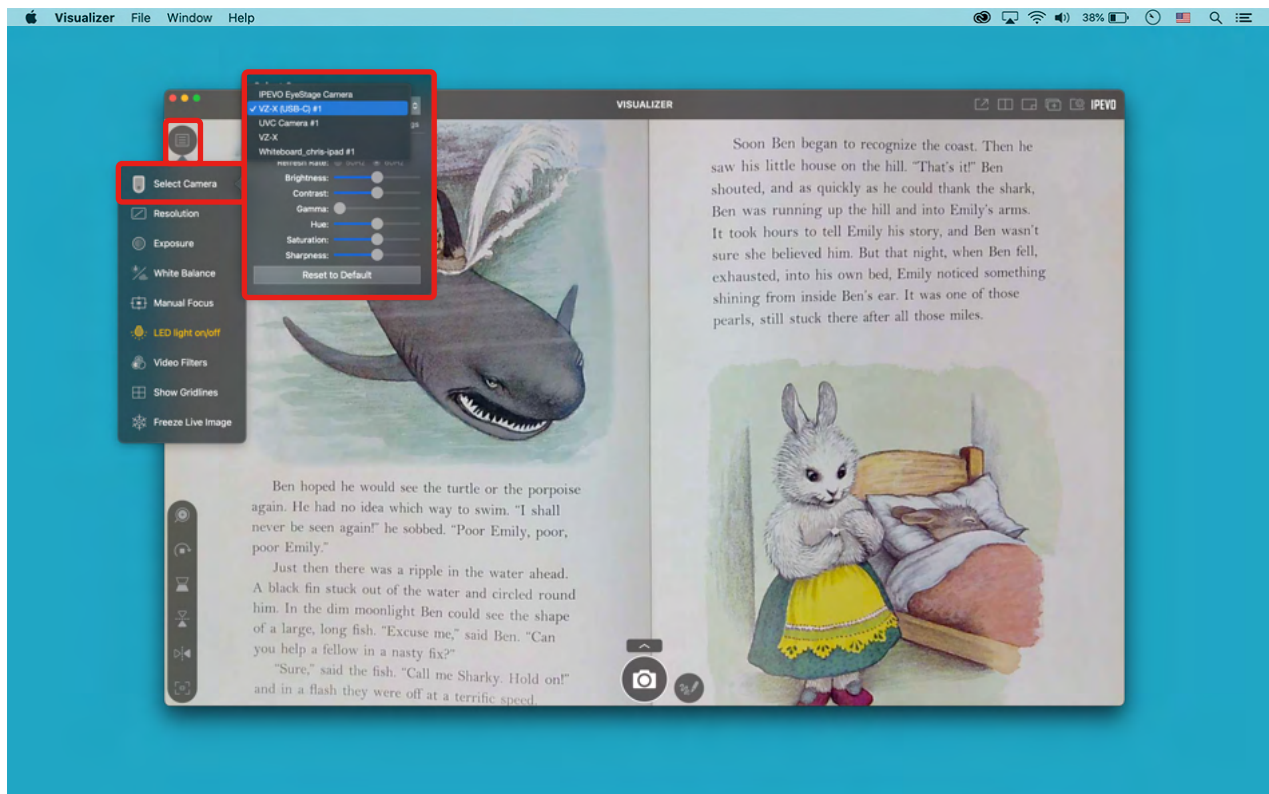 Visualizer File Window Help
38%
VISUALIZER
IPEVO
IPEVO EyeStage Camera
VZ-X (USB-C) #1
UVC Camera #1
VZ-X
Whiteboard_chris-ipad #1
Refresh Rate:
Brightness:
Contrast:
Gamma:
Hue:
Saturation:
Sharpness:
Reset to Default
Select Camera
Resolution
Exposure
White Balance
Manual Focus
LED light on/off
Video Filters
Show Gridlines
Freeze Live Image
Ben hoped he would see the turtle or the porpoise
again. He had no idea which way to swim. "I shall
never be seen again!" he sobbed. "Poor Emily, poor,
poor Emily."
Just then there was a ripple in the water ahead.
A black fin stuck out of the water and circled round
him. In the dim moonlight Ben could see the shape
of a large, long fish. "Excuse me," said Ben. "Can
you help a fellow in a nasty fix?"
"Sure," said the fish. "Call me Sharky. Hold on!"
and in a flash they were off at a terrific speed.
Soon Ben began to recognize the coast. Then he
saw his little house on the hill. "That's it!" Ben
shouted, and as quickly as he could thank the shark,
Ben was running up the hill and into Emily's arms.
It took hours to tell Emily his story, and Ben wasn't
sure she believed him. But that night, when Ben fell,
exhausted, into his own bed, Emily noticed something
shining from inside Ben's ear. It was one of those
pearls, still stuck there after all those miles.